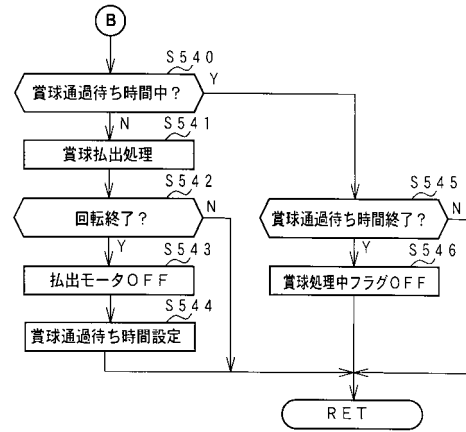 B
S540
賞球通過待ち時間中?
Y
N
S541
賞球払出処理
S542
回転終了?
N
Y
S543
払出モータOFF
S544
賞球通過待ち時間設定
S545
賞球通過待ち時間終了?
N
Y
S546
賞球処理中フラグOFF
RET